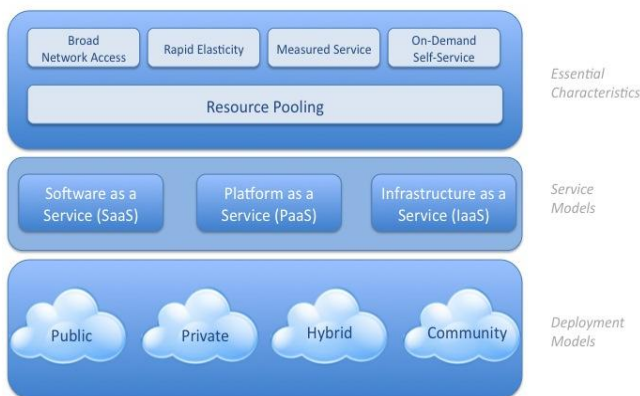 Broad
Network Access
Rapid Elasticity
Measured Service
On-Demand
Self-Service
Resource Pooling
Essential
Characteristics
Software as a
Service (SaaS)
Platform as a
Service (PaaS)
Infrastructure as a
Service (IaaS)
Service
Models
Public
Private
Hybrid
Community
Deployment
Models